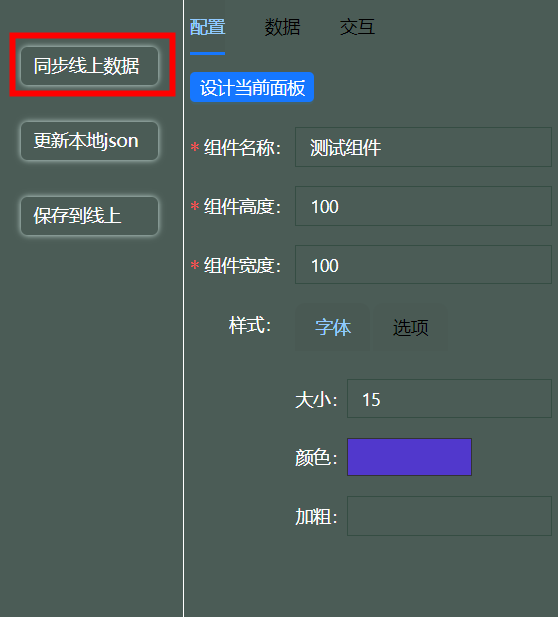 同步线上数据
更新本地json
保存到线上
配置 数据 交互
设计当前面板
* 组件名称: 测试组件
* 组件高度: 100
* 组件宽度: 100
样式: 字体 选项
大小: 15
颜色:
加粗: